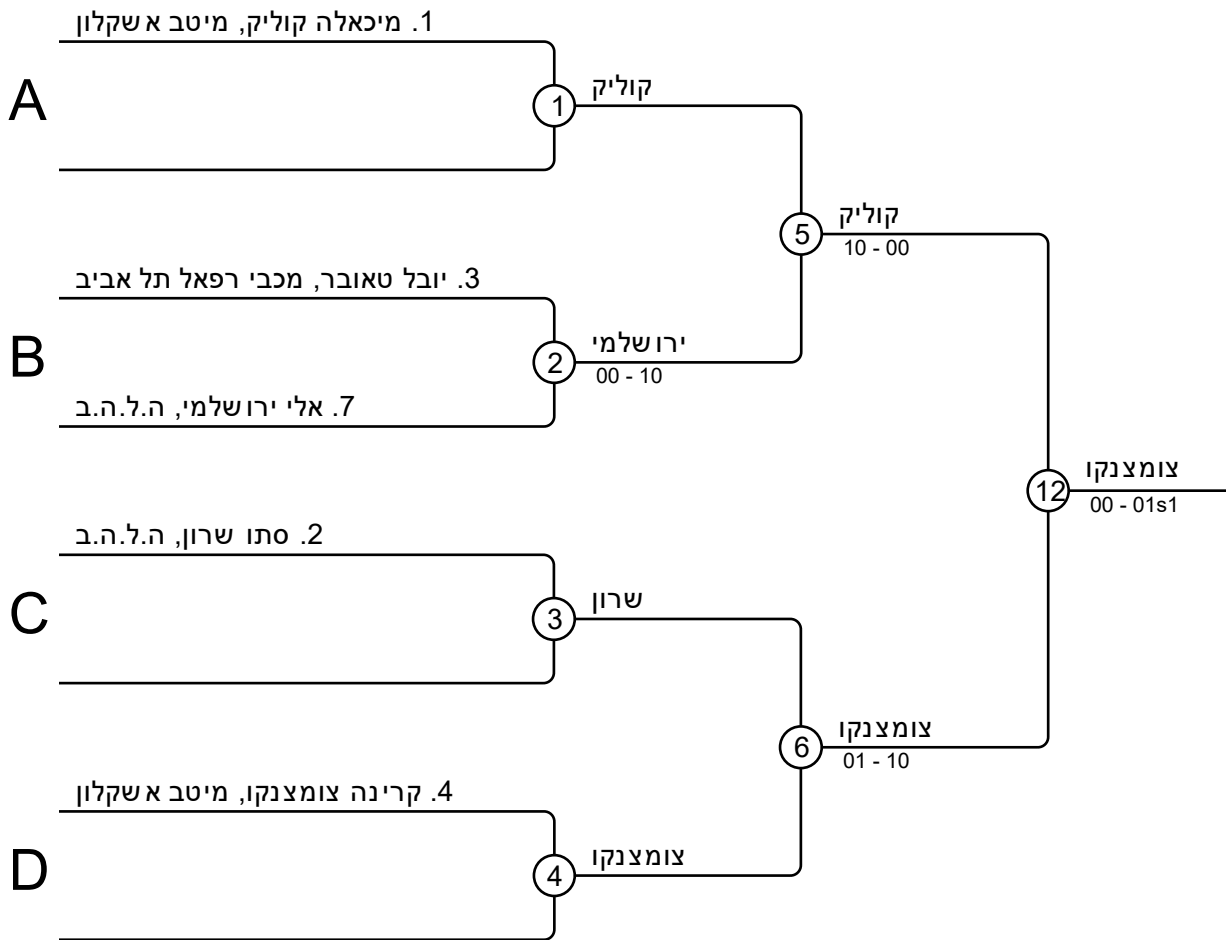 1. מיכאלה קוליק, מיטב אשקלון
A
1
קוליק
5
קוליק
10 - 00
3. יובל טאובר, מכבי רפאל תל אביב
B
2
ירושלמי
00 - 10
7. אלי ירושלמי, ה.ל.ה.ב
12
צומצנקו
00 - 01s1
2. סתו שרון, ה.ל.ה.ב
C
3
שרון
6
צומצנקו
01 - 10
4. קרינה צומצנקו, מיטב אשקלון
D
4
צומצנקו